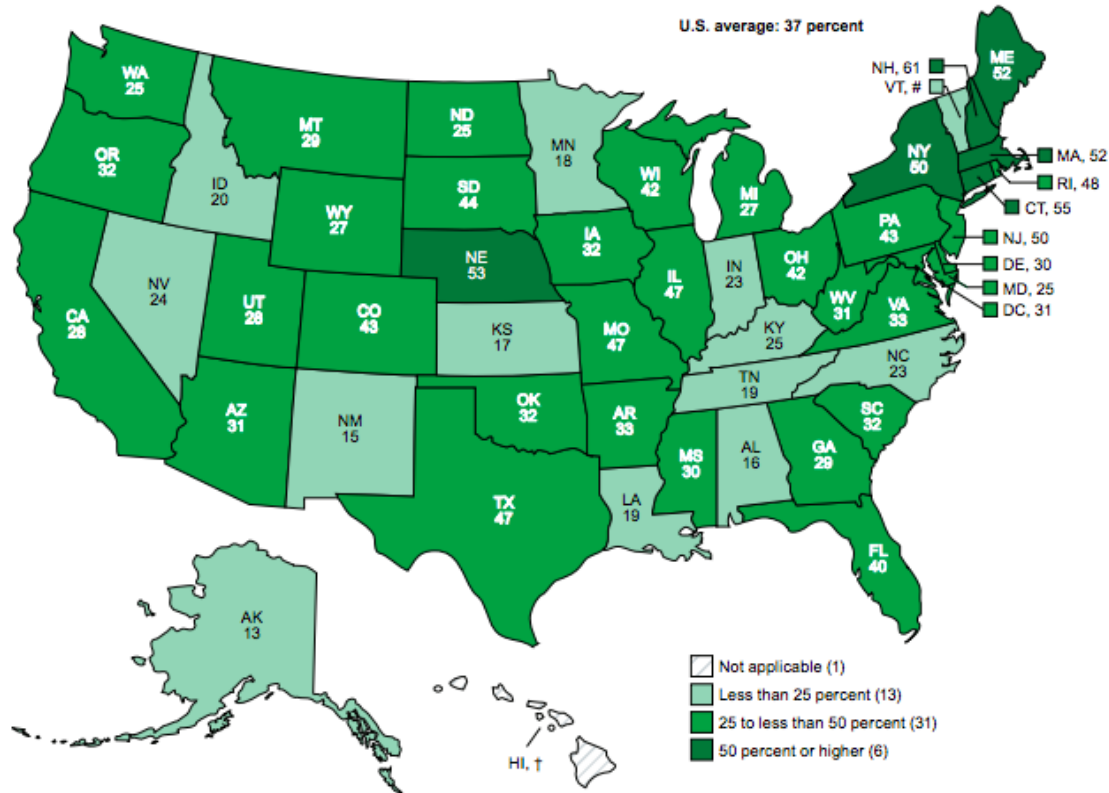 U.S. average: 37 percent
WA
25
OR
32
CA
28
ID
20
NV
24
MT
29
WY
27
UT
28
AZ
31
CO
43
NM
15
ND
25
SD
44
NE
53
KS
17
OK
32
TX
47
MN
18
IA
32
MO
47
AR
33
LA
19
WI
42
IL
47
MI
27
IN
23
OH
42
KY
25
TN
19
MS
30
AL
16
GA
29
FL
40
SC
32
NC
23
VA
33
WV
31
PA
43
NY
50
ME
52
NH, 61
VT, #
MA, 52
RI, 48
CT, 55
NJ, 50
DE, 30
MD, 25
DC, 31
AK
13
HI, †
Not applicable (1)
Less than 25 percent (13)
25 to less than 50 percent (31)
50 percent or higher (6)